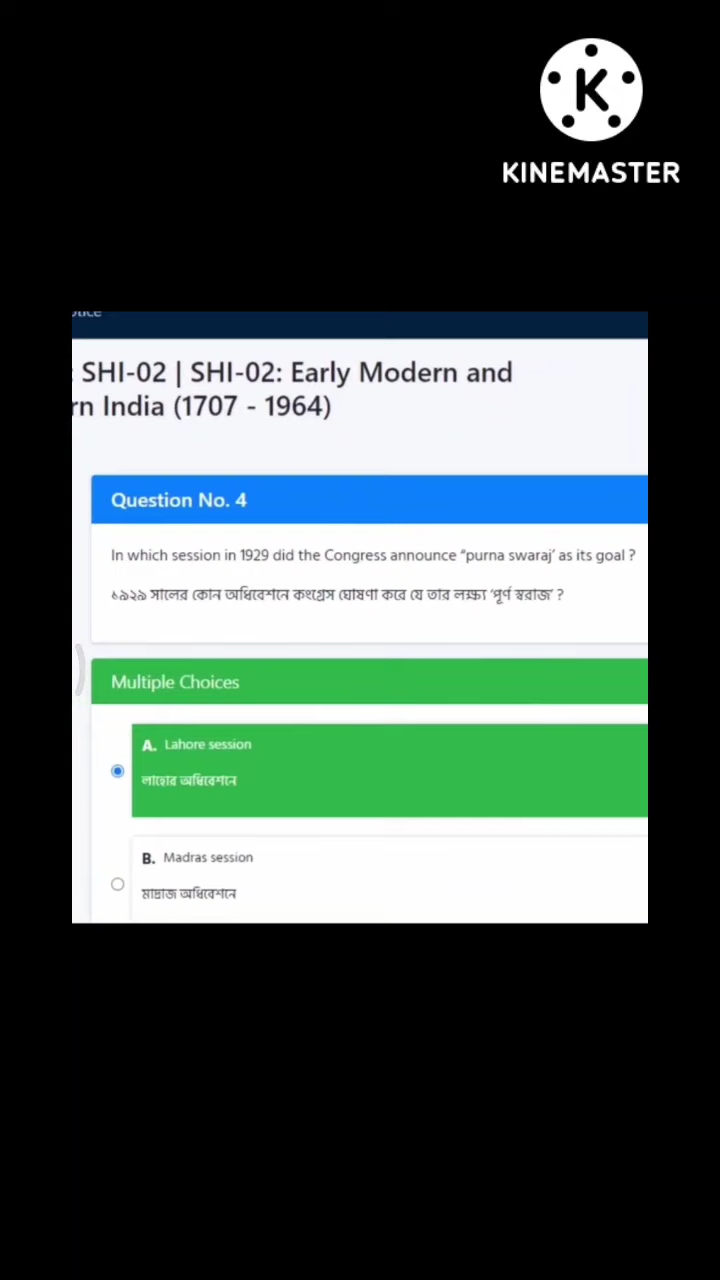 KINEMASTER
: SHI-02 | SHI-02: Early Modern and
rn India (1707 - 1964)
Question No. 4
In which session in 1929 did the Congress announce “purna swaraj’ as its goal ?
১৯২৯ সালের কোন অধিবেশনে কংগ্রেস ঘোষণা করে যে তার লক্ষ্য ‘পূর্ণ স্বরাজ’ ?
Multiple Choices
A. Lahore session
লাহোর অধিবেশনে
B. Madras session
মাদ্রাজ অধিবেশনে